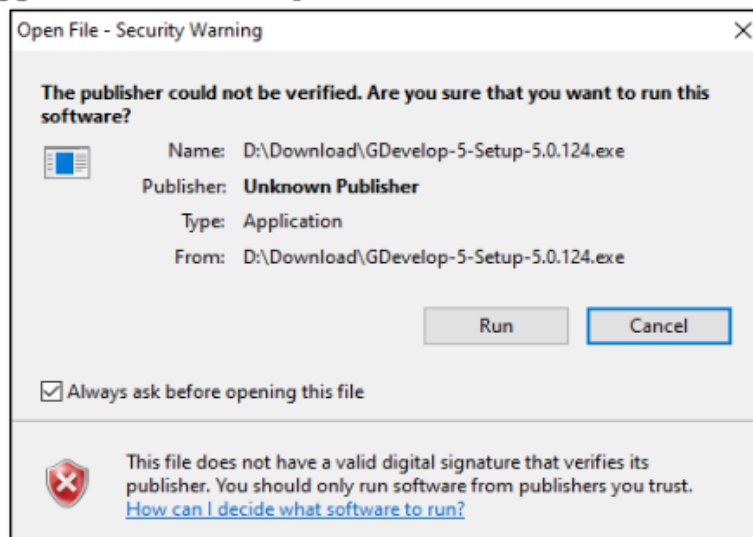 Open File - Security Warning
The publisher could not be verified. Are you sure that you want to run this
software?
Name: D:\Download\GDevelop-5-Setup-5.0.124.exe
Publisher: Unknown Publisher
Type: Application
From: D:\Download\GDevelop-5-Setup-5.0.124.exe
Run Cancel
Always ask before opening this file
This file does not have a valid digital signature that verifies its
publisher. You should only run software from publishers you trust.
How can I decide what software to run?